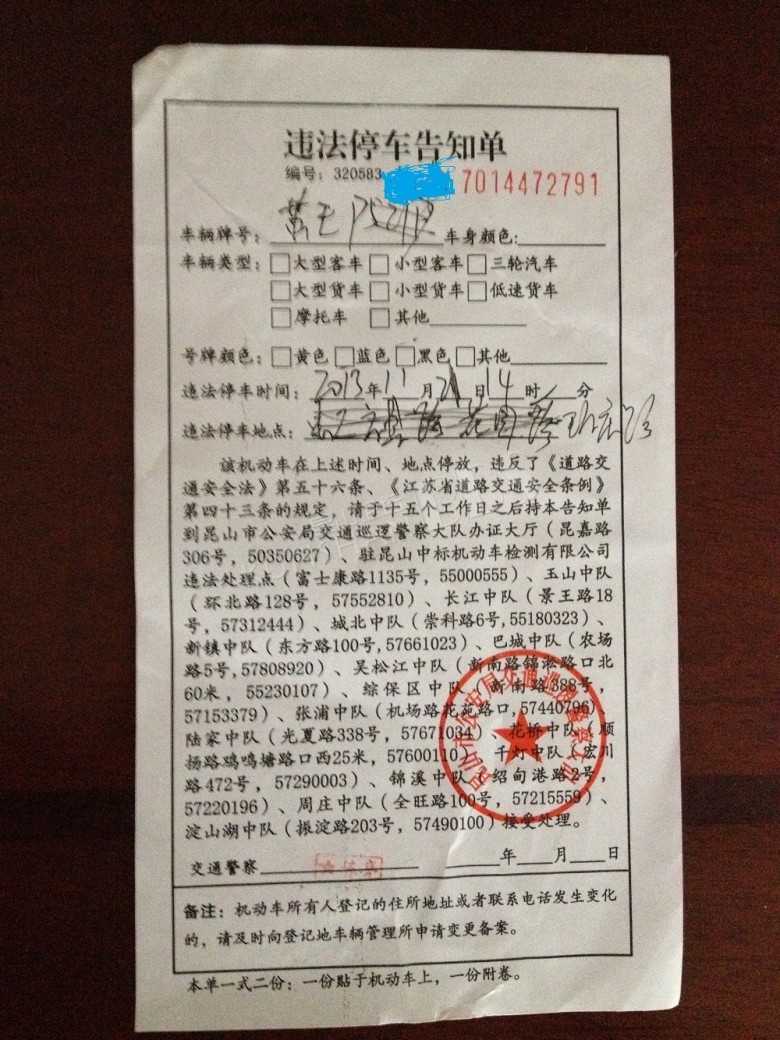 违法停车告知单
编号：320583 7014472791
车辆牌号： 车身颜色：
车辆类型：□大型客车□小型客车□三轮汽车
□大型货车□小型货车□低速货车
□摩托车 □其他
号牌颜色：□黄色□蓝色□黑色□其他
违法停车时间：2013年11月21日14时 分
违法停车地点：
该机动车在上述时间、地点停放，违反了《道路交
通安全法》第五十六条、《江苏省道路交通安全条例》
第四十三条的规定，请于十五个工作日之后持本告知单
到昆山市公安局交通巡逻警察大队办证大厅（昆嘉路
306号，50350627）、驻昆山中标机动车检测有限公司
违法处理点（富士康路1135号，55000555）、玉山中队
（环北路128号，57552810）、长江中队（景王路18
号，57312444）、城北中队（崇科路6号,55180323）、
新镇中队（东方路100号,57661023）、巴城中队（农场
路5号,57808920）、吴松江中队（新南路锦淞路口北
60米，55230107）、综保区中队（新南路388号，
57153379）、张浦中队（机场路花苑路口,57440796）、
陆家中队（光夏路338号，57671034）、花桥中队（顺
扬路鸡鸣塘路口西25米，57600110）、千灯中队（宏川
路472号，57290003）、锦溪中队（绍甸港路2号，
57220196）、周庄中队（全旺路100号，57215559）、
淀山湖中队（振淀路203号，57490100）接受处理。
交通警察 年 月 日
备注：机动车所有人登记的住所地址或者联系电话发生变化
的，请及时向登记地车辆管理所申请变更备案。
本单一式二份：一份贴于机动车上，一份附卷。